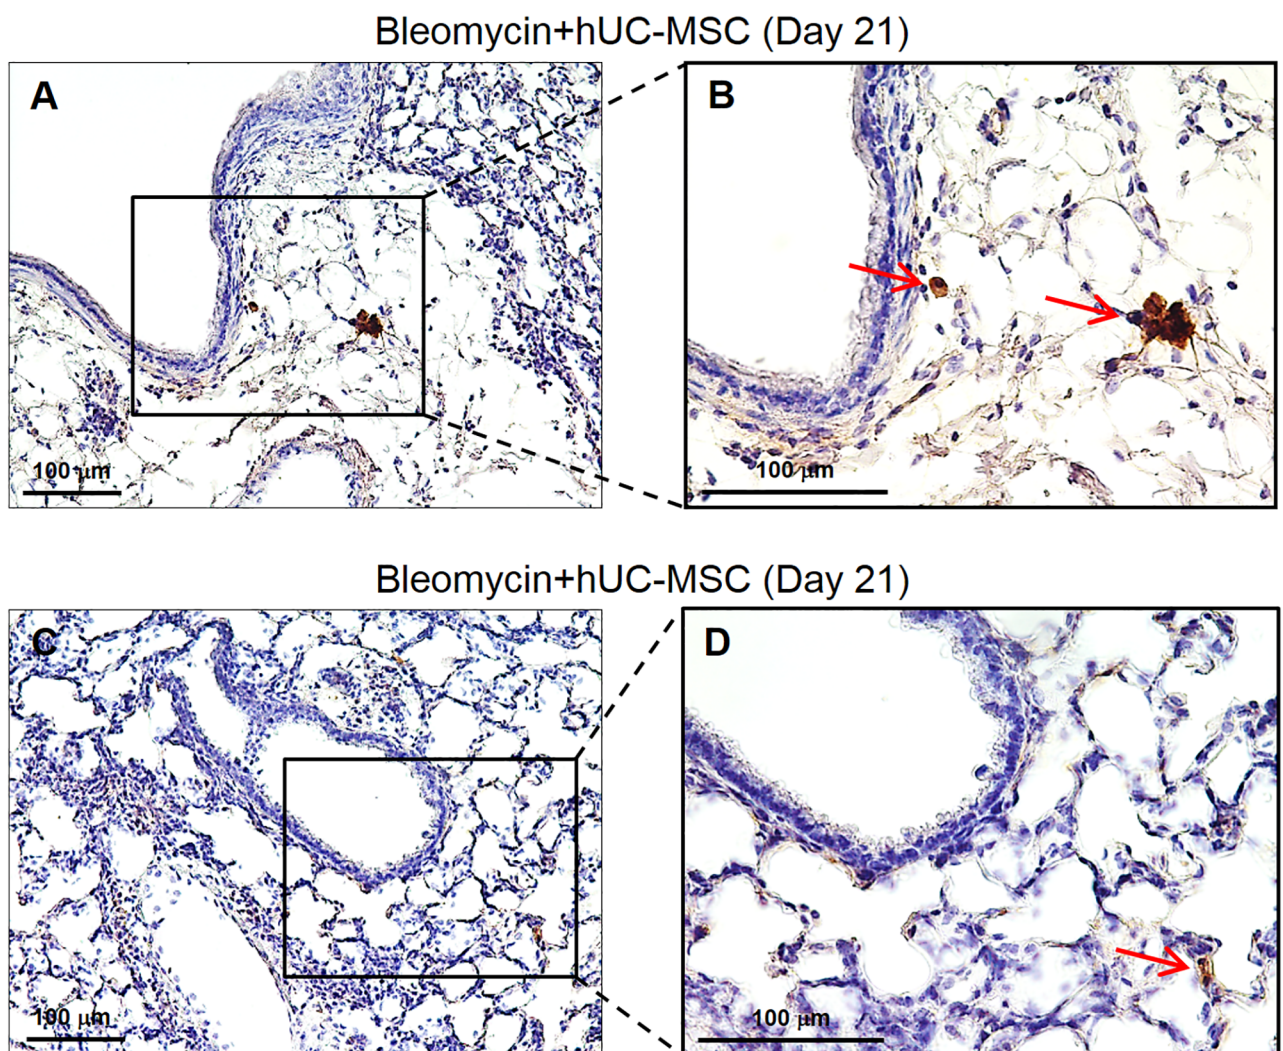 Bleomycin+hUC-MSC (Day 21)
A
B
100 μm
100 μm
Bleomycin+hUC-MSC (Day 21)
C
D
100 μm
100 μm